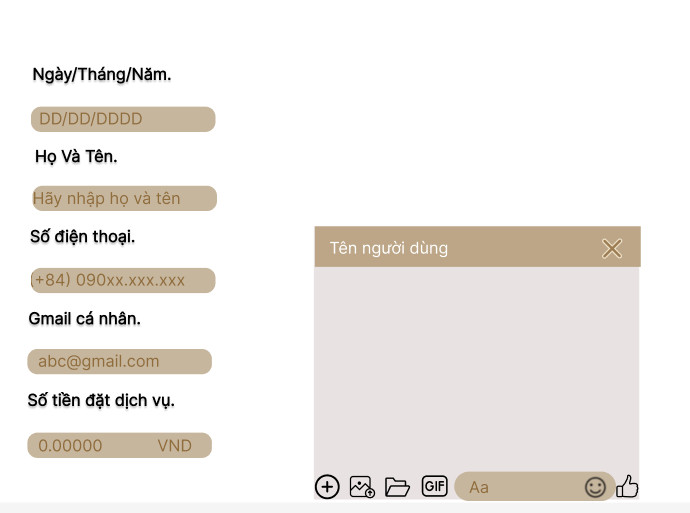 Ngày/Tháng/Năm.
DD/DD/DDDD
Họ Và Tên.
Hãy nhập họ và tên
Số điện thoại.
(+84) 090xx.xxx.xxx
Gmail cá nhân.
abc@gmail.com
Số tiền đặt dịch vụ.
0.00000 VND
Tên người dùng
GIF
Aa